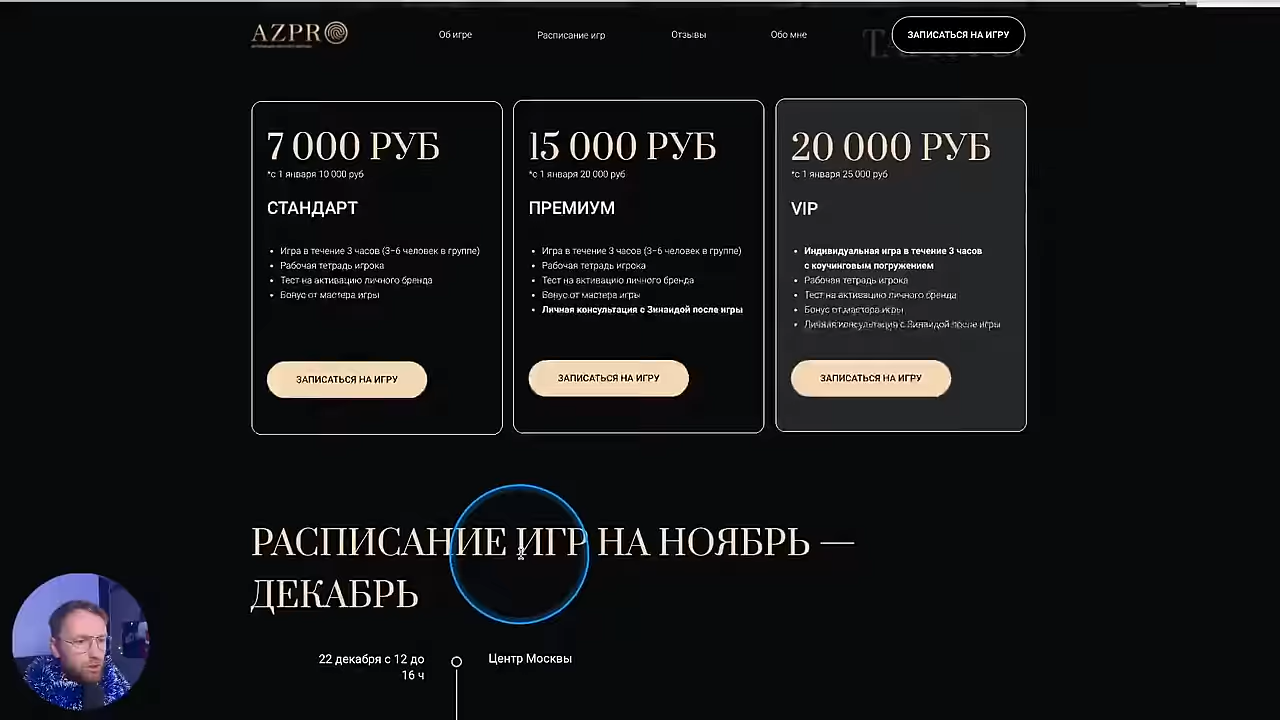 AZPR
Об игре
Расписание игр
Отзывы
Обо мне
ЗАПИСАТЬСЯ НА ИГРУ
7 000 РУБ
*с 1 января 10 000 руб
СТАНДАРТ
• Игра в течение 3 часов (3-6 человек в группе)
• Рабочая тетрадь игрока
• Тест на активацию личного бренда
• Бонус от мастера игры
ЗАПИСАТЬСЯ НА ИГРУ
15 000 РУБ
*с 1 января 20 000 руб
ПРЕМИУМ
• Игра в течение 3 часов (3-6 человек в группе)
• Рабочая тетрадь игрока
• Тест на активацию личного бренда
• Бонус от мастера игры
• Личная консультация с Зинаидой после игры
ЗАПИСАТЬСЯ НА ИГРУ
20 000 РУБ
*с 1 января 25 000 руб
VIP
• Индивидуальная игра в течение 3 часов
с коучинговым погружением
• Рабочая тетрадь игрока
• Тест на активацию личного бренда
• Бонус от мастера игры
• Личная консультация с Зинаидой после игры
ЗАПИСАТЬСЯ НА ИГРУ
РАСПИСАНИЕ ИГР НА НОЯБРЬ —
ДЕКАБРЬ
22 декабря с 12 до
16 ч
Центр Москвы